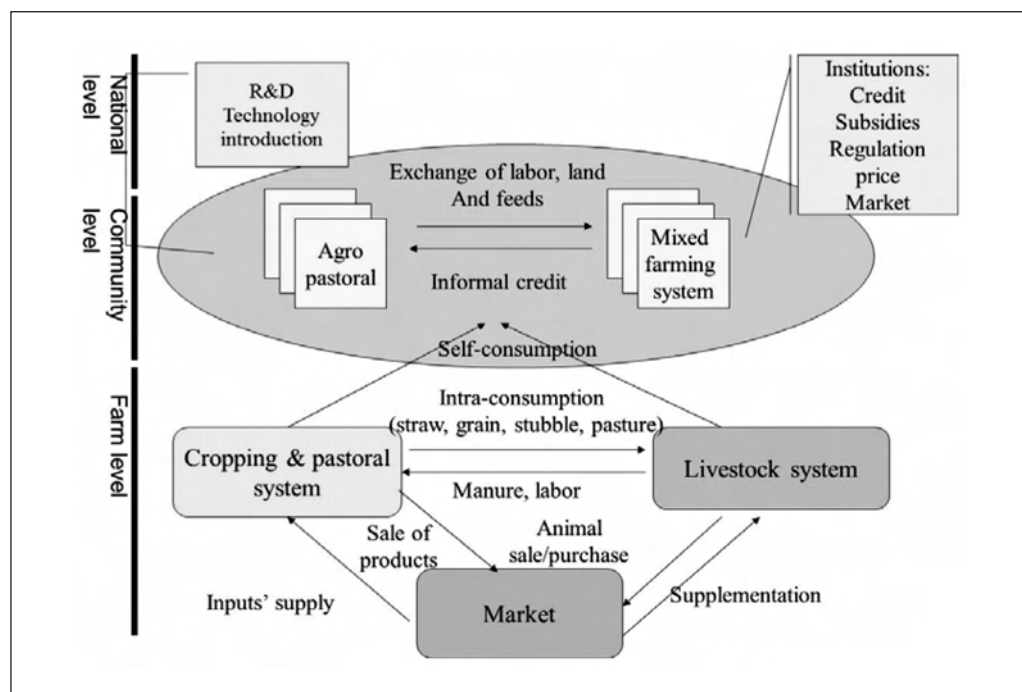 National
level
R&D
Technology
introduction
Institutions:
Credit
Subsidies
Regulation
price
Market
Community
level
Exchange of labor, land
And feeds
Agro
pastoral
Mixed
farming
system
Informal credit
Self-consumption
Farm level
Intra-consumption
(straw, grain, stubble, pasture)
Cropping & pastoral
system
Livestock system
Manure, labor
Sale of
products
Animal
sale/purchase
Inputs' supply
Market
Supplementation